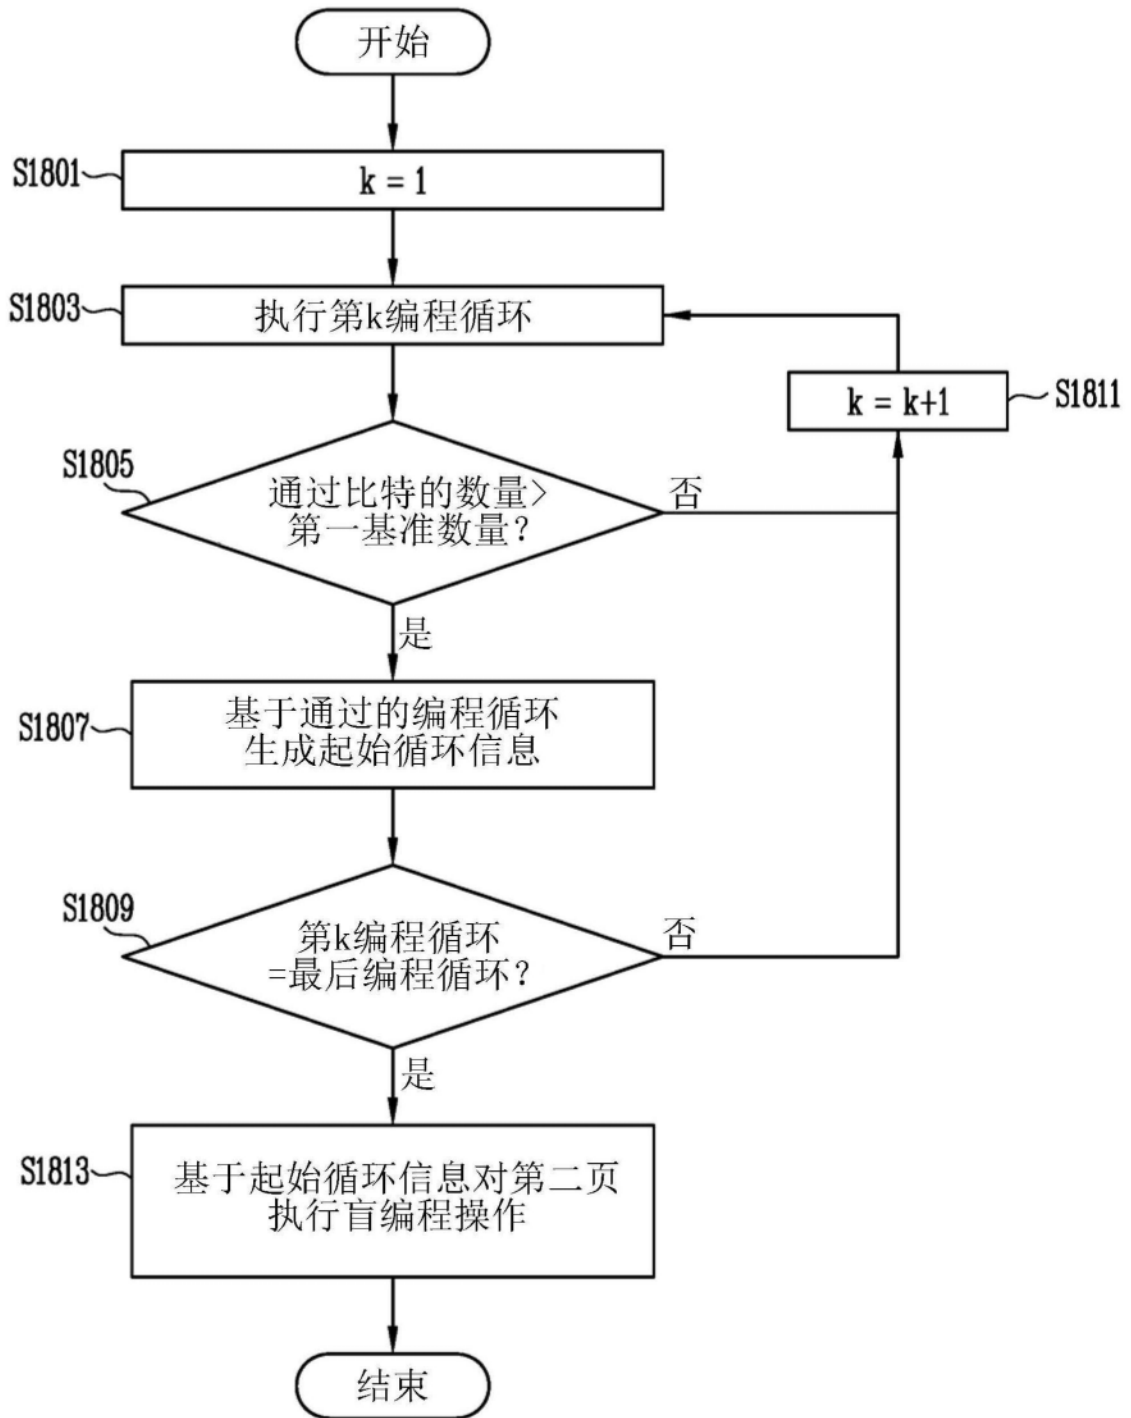 开始
S1801
k = 1
S1803
执行第k编程循环
k = k+1
S1811
S1805
通过比特的数量>
第一基准数量?
否
是
S1807
基于通过的编程循环
生成起始循环信息
S1809
第k编程循环
=最后编程循环?
否
是
S1813
基于起始循环信息对第二页
执行盲编程操作
结束